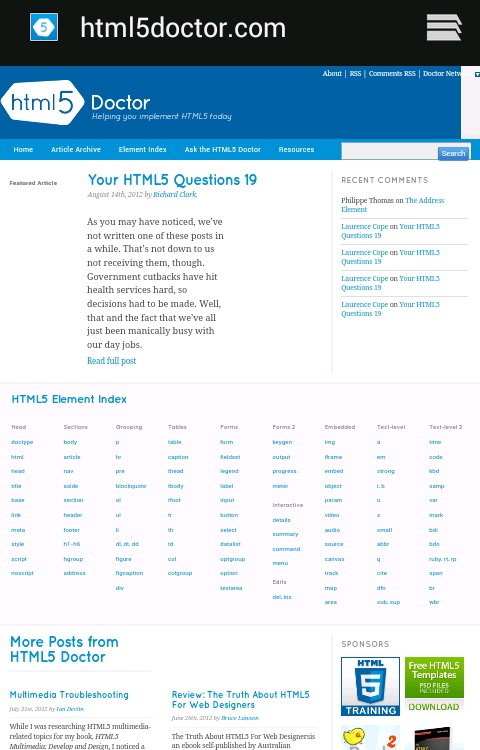 5
html5doctor.com
About | RSS | Comments RSS | Doctor Netw
html5 Doctor
Helping you implement HTML5 today
Home Article Archive Element Index Ask the HTML5 Doctor Resources
Search
Featured Article
Your HTML5 Questions 19
August 14th, 2012 by Richard Clark.
As you may have noticed, we've
not written one of these posts in
a while. That's not down to us
not receiving them, though.
Government cutbacks have hit
health services hard, so
decisions had to be made. Well,
that and the fact that we've all
just been manically busy with
our day jobs.
Read full post
RECENT COMMENTS
Philippe Thomas on The Address
Element
Laurence Cope on Your HTML5
Questions 19
Laurence Cope on Your HTML5
Questions 19
Laurence Cope on Your HTML5
Questions 19
Laurence Cope on Your HTML5
Questions 19
HTML5 Element Index
Head
doctype
html
head
title
base
link
meta
style
script
noscript
Sections
body
article
nav
aside
section
header
footer
h1-h6
hgroup
address
Grouping
p
hr
pre
blockquote
ol
ul
li
dl, dt, dd
figure
figcaption
div
Tables
table
caption
thead
tbody
tfoot
tr
th
td
col
colgroup
Forms
form
fieldset
legend
label
input
button
select
datalist
optgroup
option
textarea
Forms 2
keygen
output
progress
meter
Interactive
details
summary
command
menu
Edits
del, ins
Embedded
img
iframe
embed
object
param
video
audio
source
canvas
track
map
area
Text-level
a
em
strong
i, b
u
s
small
abbr
q
cite
dfn
sub, sup
Text-level 2
time
code
kbd
samp
var
mark
bdi
bdo
ruby, rt, rp
span
br
wbr
More Posts from
HTML5 Doctor
Multimedia Troubleshooting
July 31st, 2012 by Ian Devlin
While I was researching HTML5 multimedia-
related topics for my book, HTML5
Multimedia: Develop and Design, I noticed a
Review: The Truth About HTML5
For Web Designers
June 26th, 2012 by Bruce Lawson
The Truth About HTML5 For Web Designersis
an ebook self-published by Australian
SPONSORS
HTML
5
TRAINING
Free HTML5
Templates
PSD FILES
INCLUDED
DOWNLOAD
2